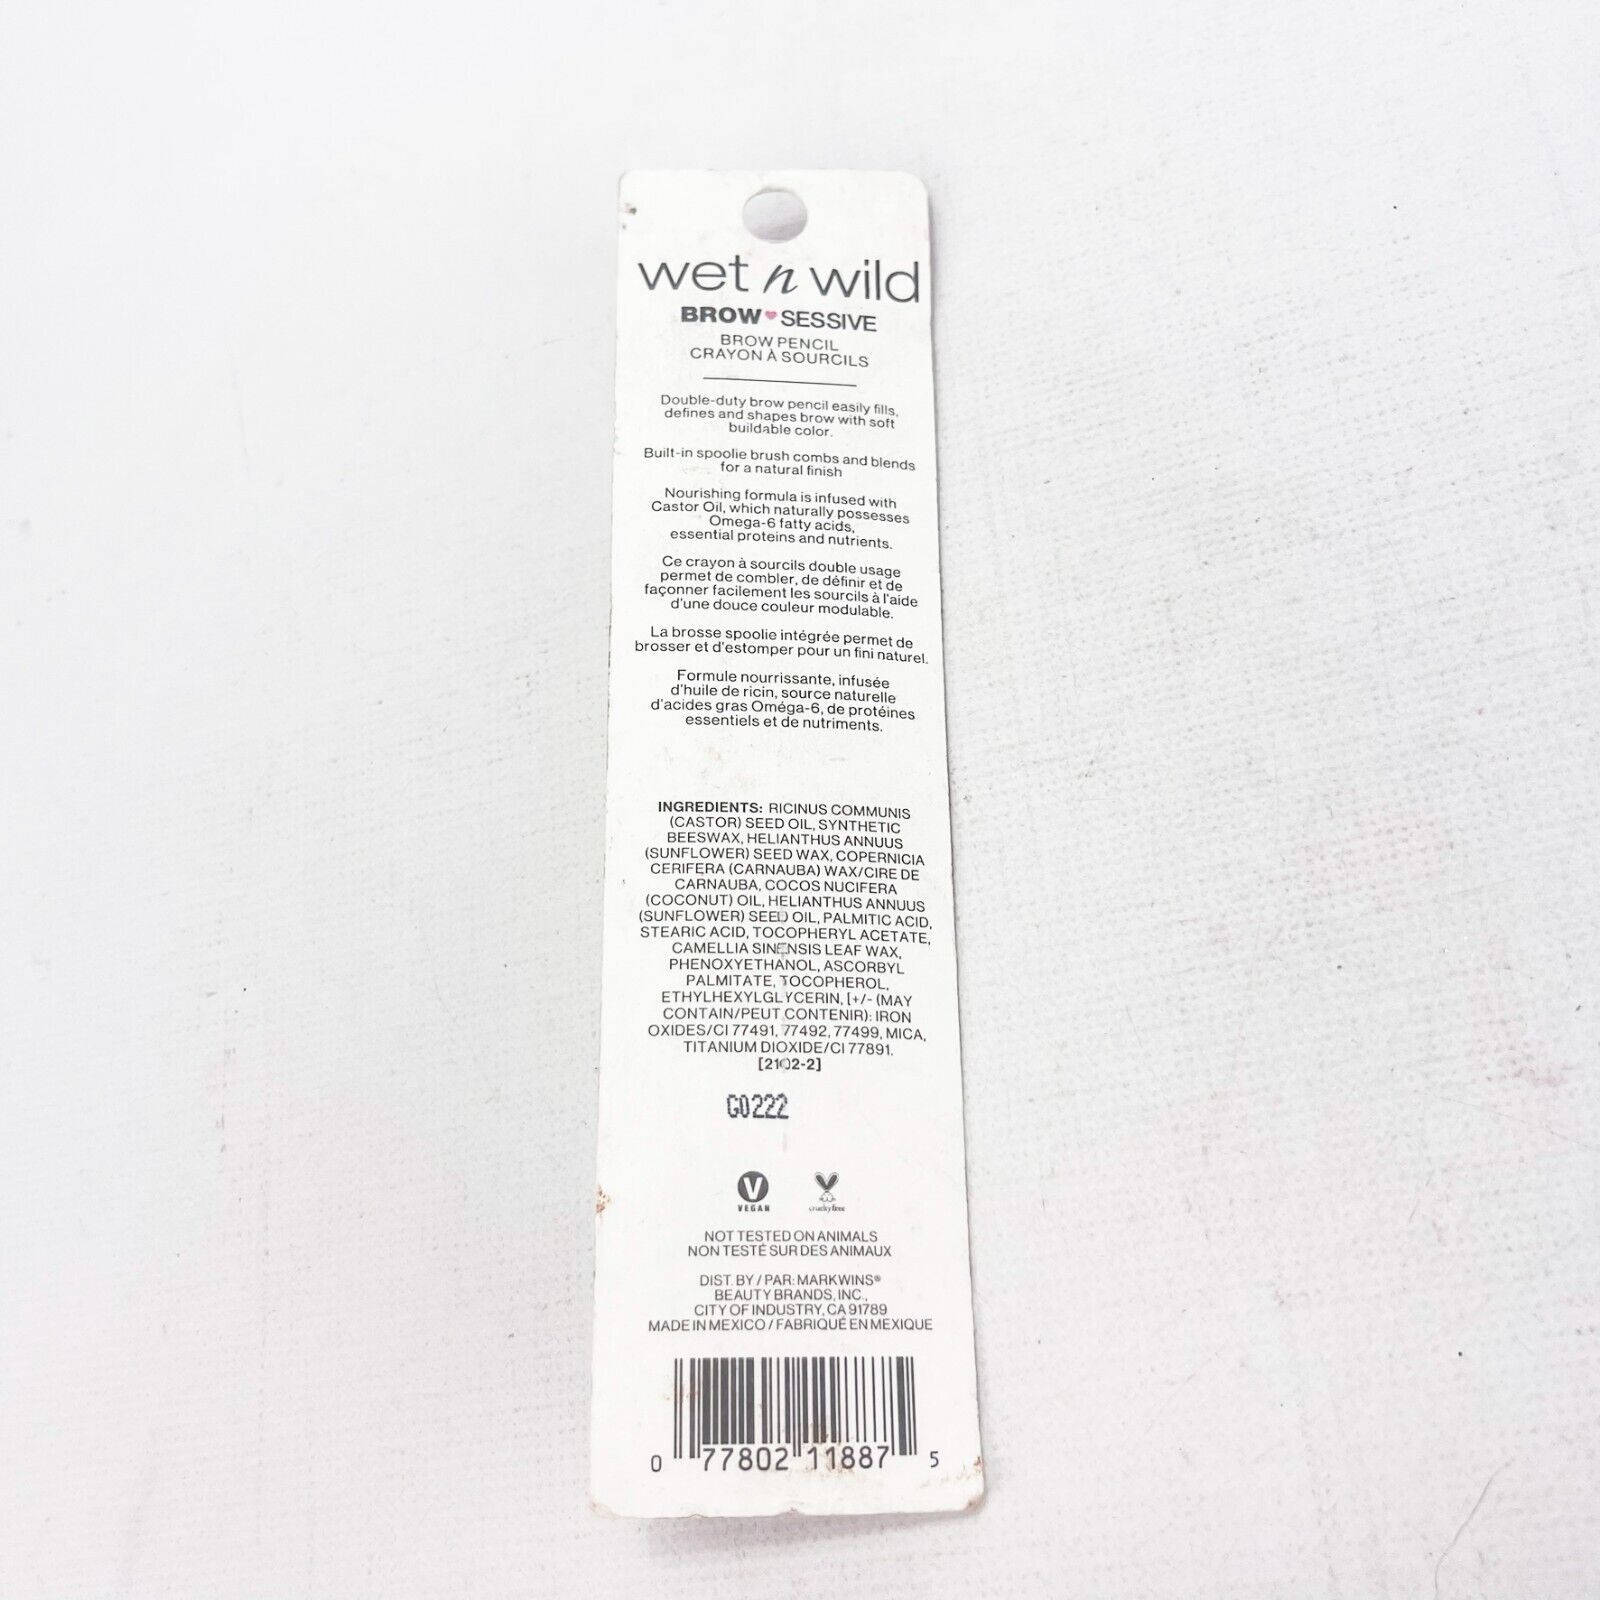 wet n wild
BROW♥SESSIVE
BROW PENCIL
CRAYON À SOURCILS
Double-duty brow pencil easily fills,
defines and shapes brow with soft
buildable color.
Built-in spoolie brush combs and blends
for a natural finish
Nourishing formula is infused with
Castor Oil, which naturally possesses
Omega-6 fatty acids,
essential proteins and nutrients.
Ce crayon à sourcils double usage
permet de combler, de définir et de
façonner facilement les sourcils à l'aide
d'une douce couleur modulable.
La brosse spoolie intégrée permet de
brosser et d'estomper pour un fini naturel.
Formule nourrissante, infusée
d'huile de ricin, source naturelle
d'acides gras Oméga-6, de protéines
essentiels et de nutriments.
INGREDIENTS: RICINUS COMMUNIS
(CASTOR) SEED OIL, SYNTHETIC
BEESWAX, HELIANTHUS ANNUUS
(SUNFLOWER) SEED WAX, COPERNICIA
CERIFERA (CARNAUBA) WAX/CIRE DE
CARNAUBA, COCOS NUCIFERA
(COCONUT) OIL, HELIANTHUS ANNUUS
(SUNFLOWER) SEED OIL, PALMITIC ACID,
STEARIC ACID, TOCOPHERYL ACETATE,
CAMELLIA SINENSIS LEAF WAX,
PHENOXYETHANOL, ASCORBYL
PALMITATE, TOCOPHEROL,
ETHYLHEXYLGLYCERIN, [+/- (MAY
CONTAIN/PEUT CONTENIR): IRON
OXIDES/CI 77491, 77492, 77499, MICA,
TITANIUM DIOXIDE/CI 77891.
[2102-2]
G0222
V
VEGAN
cruelty free
NOT TESTED ON ANIMALS
NON TESTÉ SUR DES ANIMAUX
DIST. BY / PAR: MARKWINS®
BEAUTY BRANDS, INC.,
CITY OF INDUSTRY, CA 91789
MADE IN MEXICO / FABRIQUÉ EN MEXIQUE
0 77802 11887 5